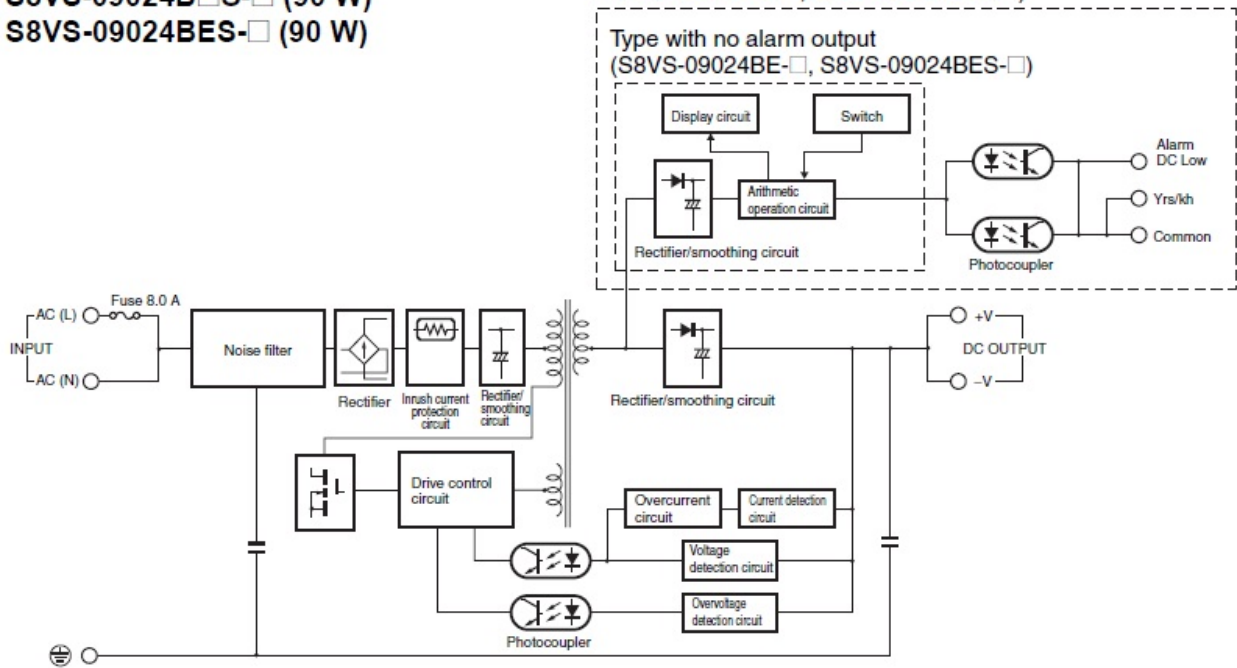 S8VS-09024BES-□ (90 W)
Type with no alarm output
(S8VS-09024BE-□, S8VS-09024BES-□)
Display circuit
Switch
Arithmetic
operation circuit
Rectifier/smoothing circuit
Alarm
DC Low
Yrs/kh
Common
Photocoupler
Fuse 8.0 A
AC (L)
INPUT
AC (N)
Noise filter
Rectifier
Inrush current
protection
circuit
Rectifier/
smoothing
circuit
Rectifier/smoothing circuit
+V
DC OUTPUT
–V
Drive control
circuit
Overcurrent
circuit
Current detection
circuit
Voltage
detection circuit
Overvoltage
detection circuit
Photocoupler